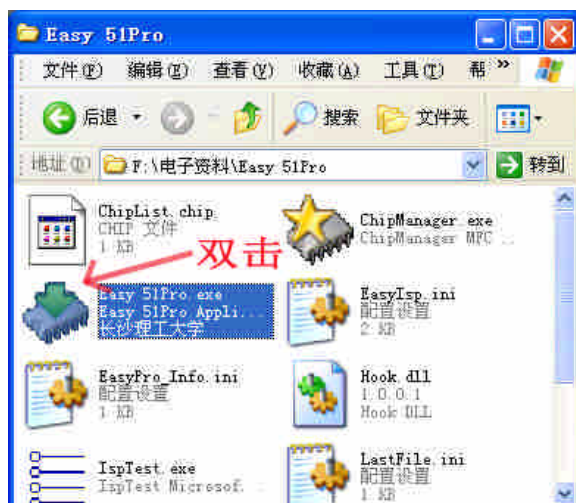 Easy 51Pro
文件(F) 编辑(E) 查看(V) 收藏(A) 工具(T) 帮 »
后退 搜索 文件夹
地址(D) F:\电子资料\Easy 51Pro 转到
ChipList.chip
CHIP 文件
1 KB
ChipManager.exe
ChipManager MFC ...
双击
Easy 51Pro.exe
Easy 51Pro Appli...
长沙理工大学
EasyIsp.ini
配置设置
2 KB
EasyPro_Info.ini
配置设置
1 KB
Hook.dll
1.0.0.1
Hook DLL
IspTest.exe
IspTest Microsof...
LastFile.ini
配置设置
1 KB